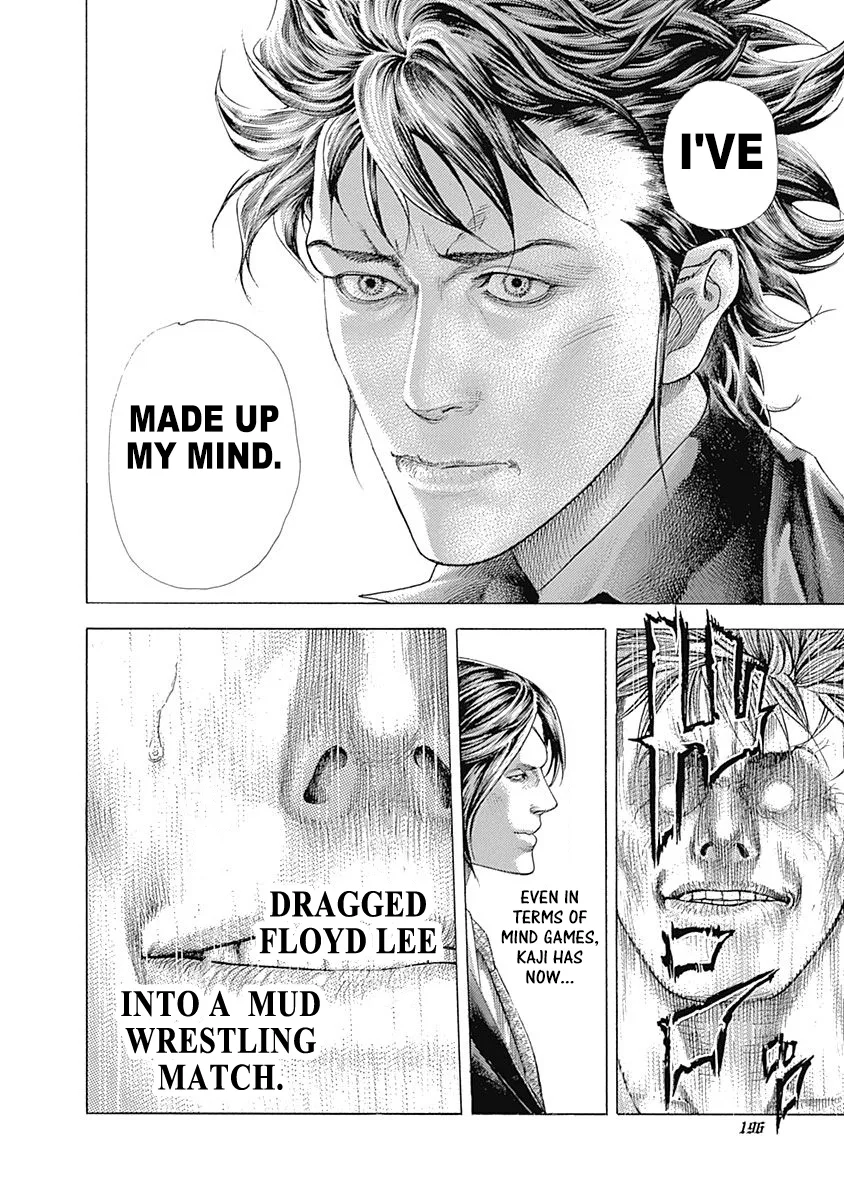 I'VE
MADE UP
MY MIND.
EVEN IN
TERMS OF
MIND GAMES,
KAJI HAS
NOW...
DRAGGED
FLOYD LEE
INTO A MUD
WRESTLING
MATCH.
196